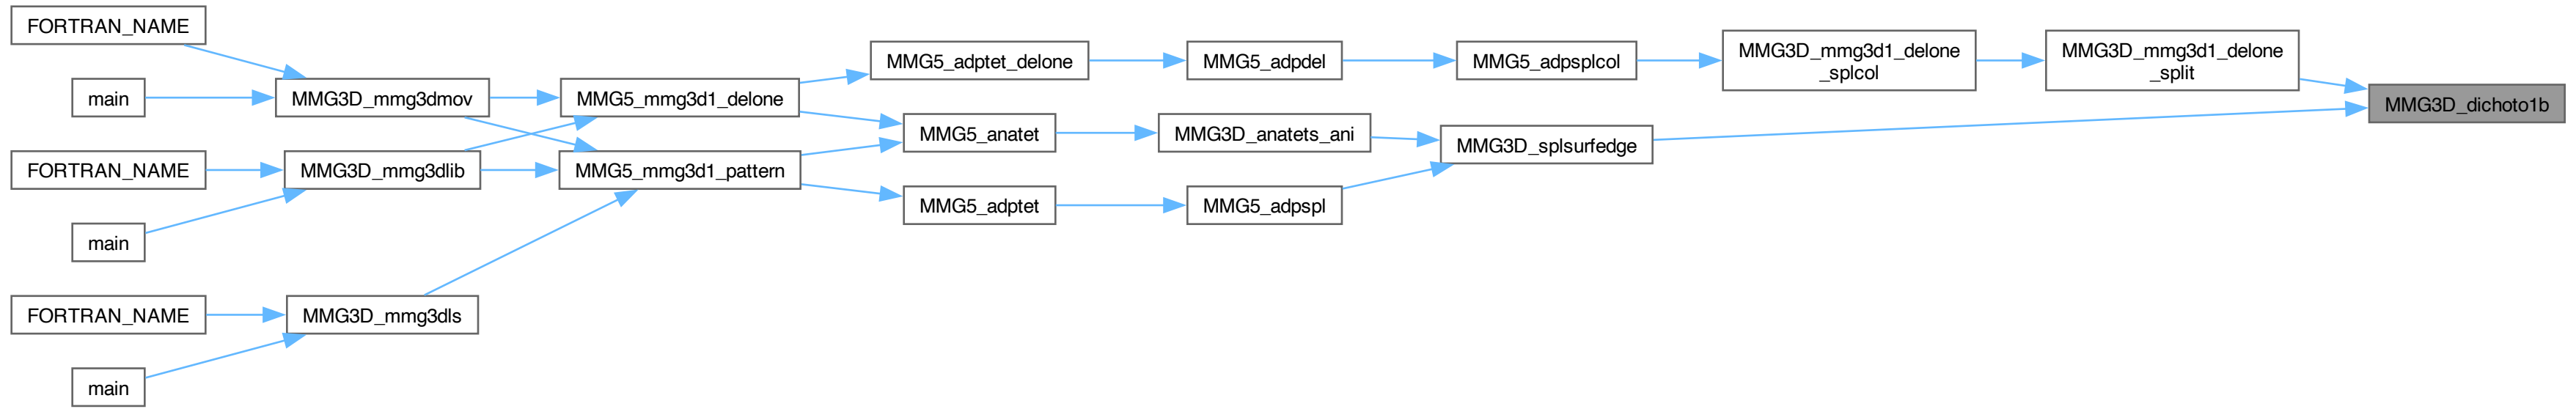 FORTRAN_NAME
main
MMG3D_mmg3dmov
FORTRAN_NAME
main
MMG3D_mmg3dlib
FORTRAN_NAME
main
MMG3D_mmg3dls
MMG5_mmg3d1_delone
MMG5_mmg3d1_pattern
MMG5_adptet_delone
MMG5_anatet
MMG5_adptet
MMG5_adpdel
MMG3D_anatets_ani
MMG5_adpspl
MMG5_adpsplcol
MMG3D_splsurfedge
MMG3D_mmg3d1_delone
_splcol
MMG3D_mmg3d1_delone
_split
MMG3D_dichoto1b